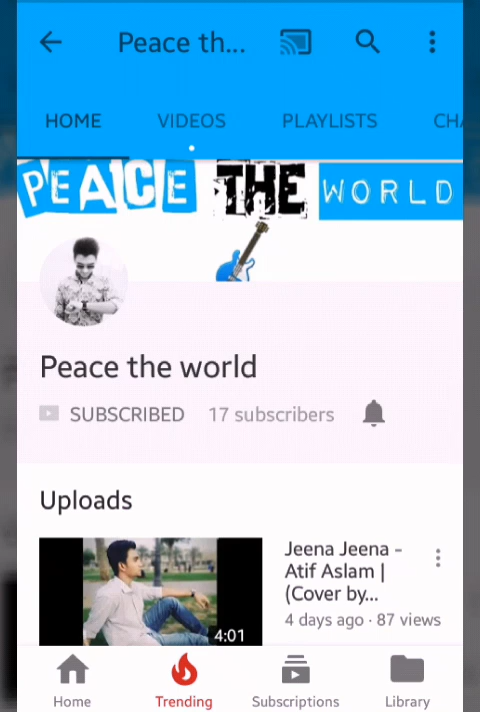 Peace th...
HOME VIDEOS PLAYLISTS CHA
PEACE THE WORLD
Peace the world
SUBSCRIBED 17 subscribers
Uploads
Jeena Jeena -
Atif Aslam |
(Cover by...
4 days ago · 87 views
4:01
Home Trending Subscriptions Library